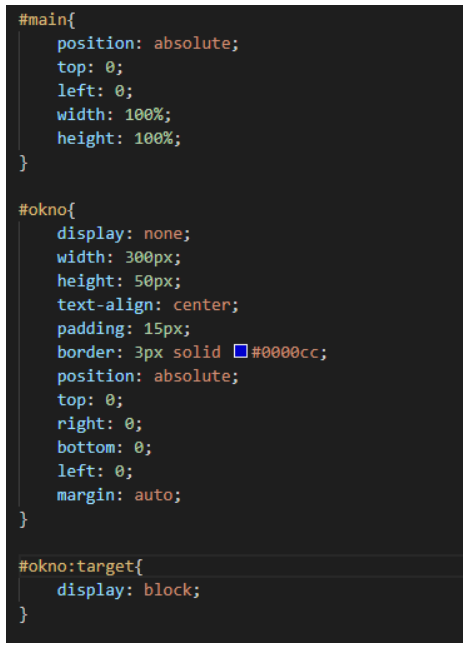 #main{
    position: absolute;
    top: 0;
    left: 0;
    width: 100%;
    height: 100%;
}
#okno{
    display: none;
    width: 300px;
    height: 50px;
    text-align: center;
    padding: 15px;
    border: 3px solid #0000cc;
    position: absolute;
    top: 0;
    right: 0;
    bottom: 0;
    left: 0;
    margin: auto;
}
#okno:target{
    display: block;
}